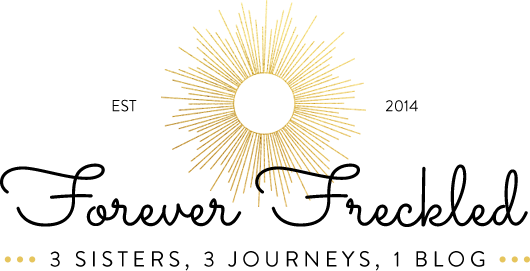 EST 2014
Forever Freckled
3 SISTERS, 3 JOURNEYS, 1 BLOG